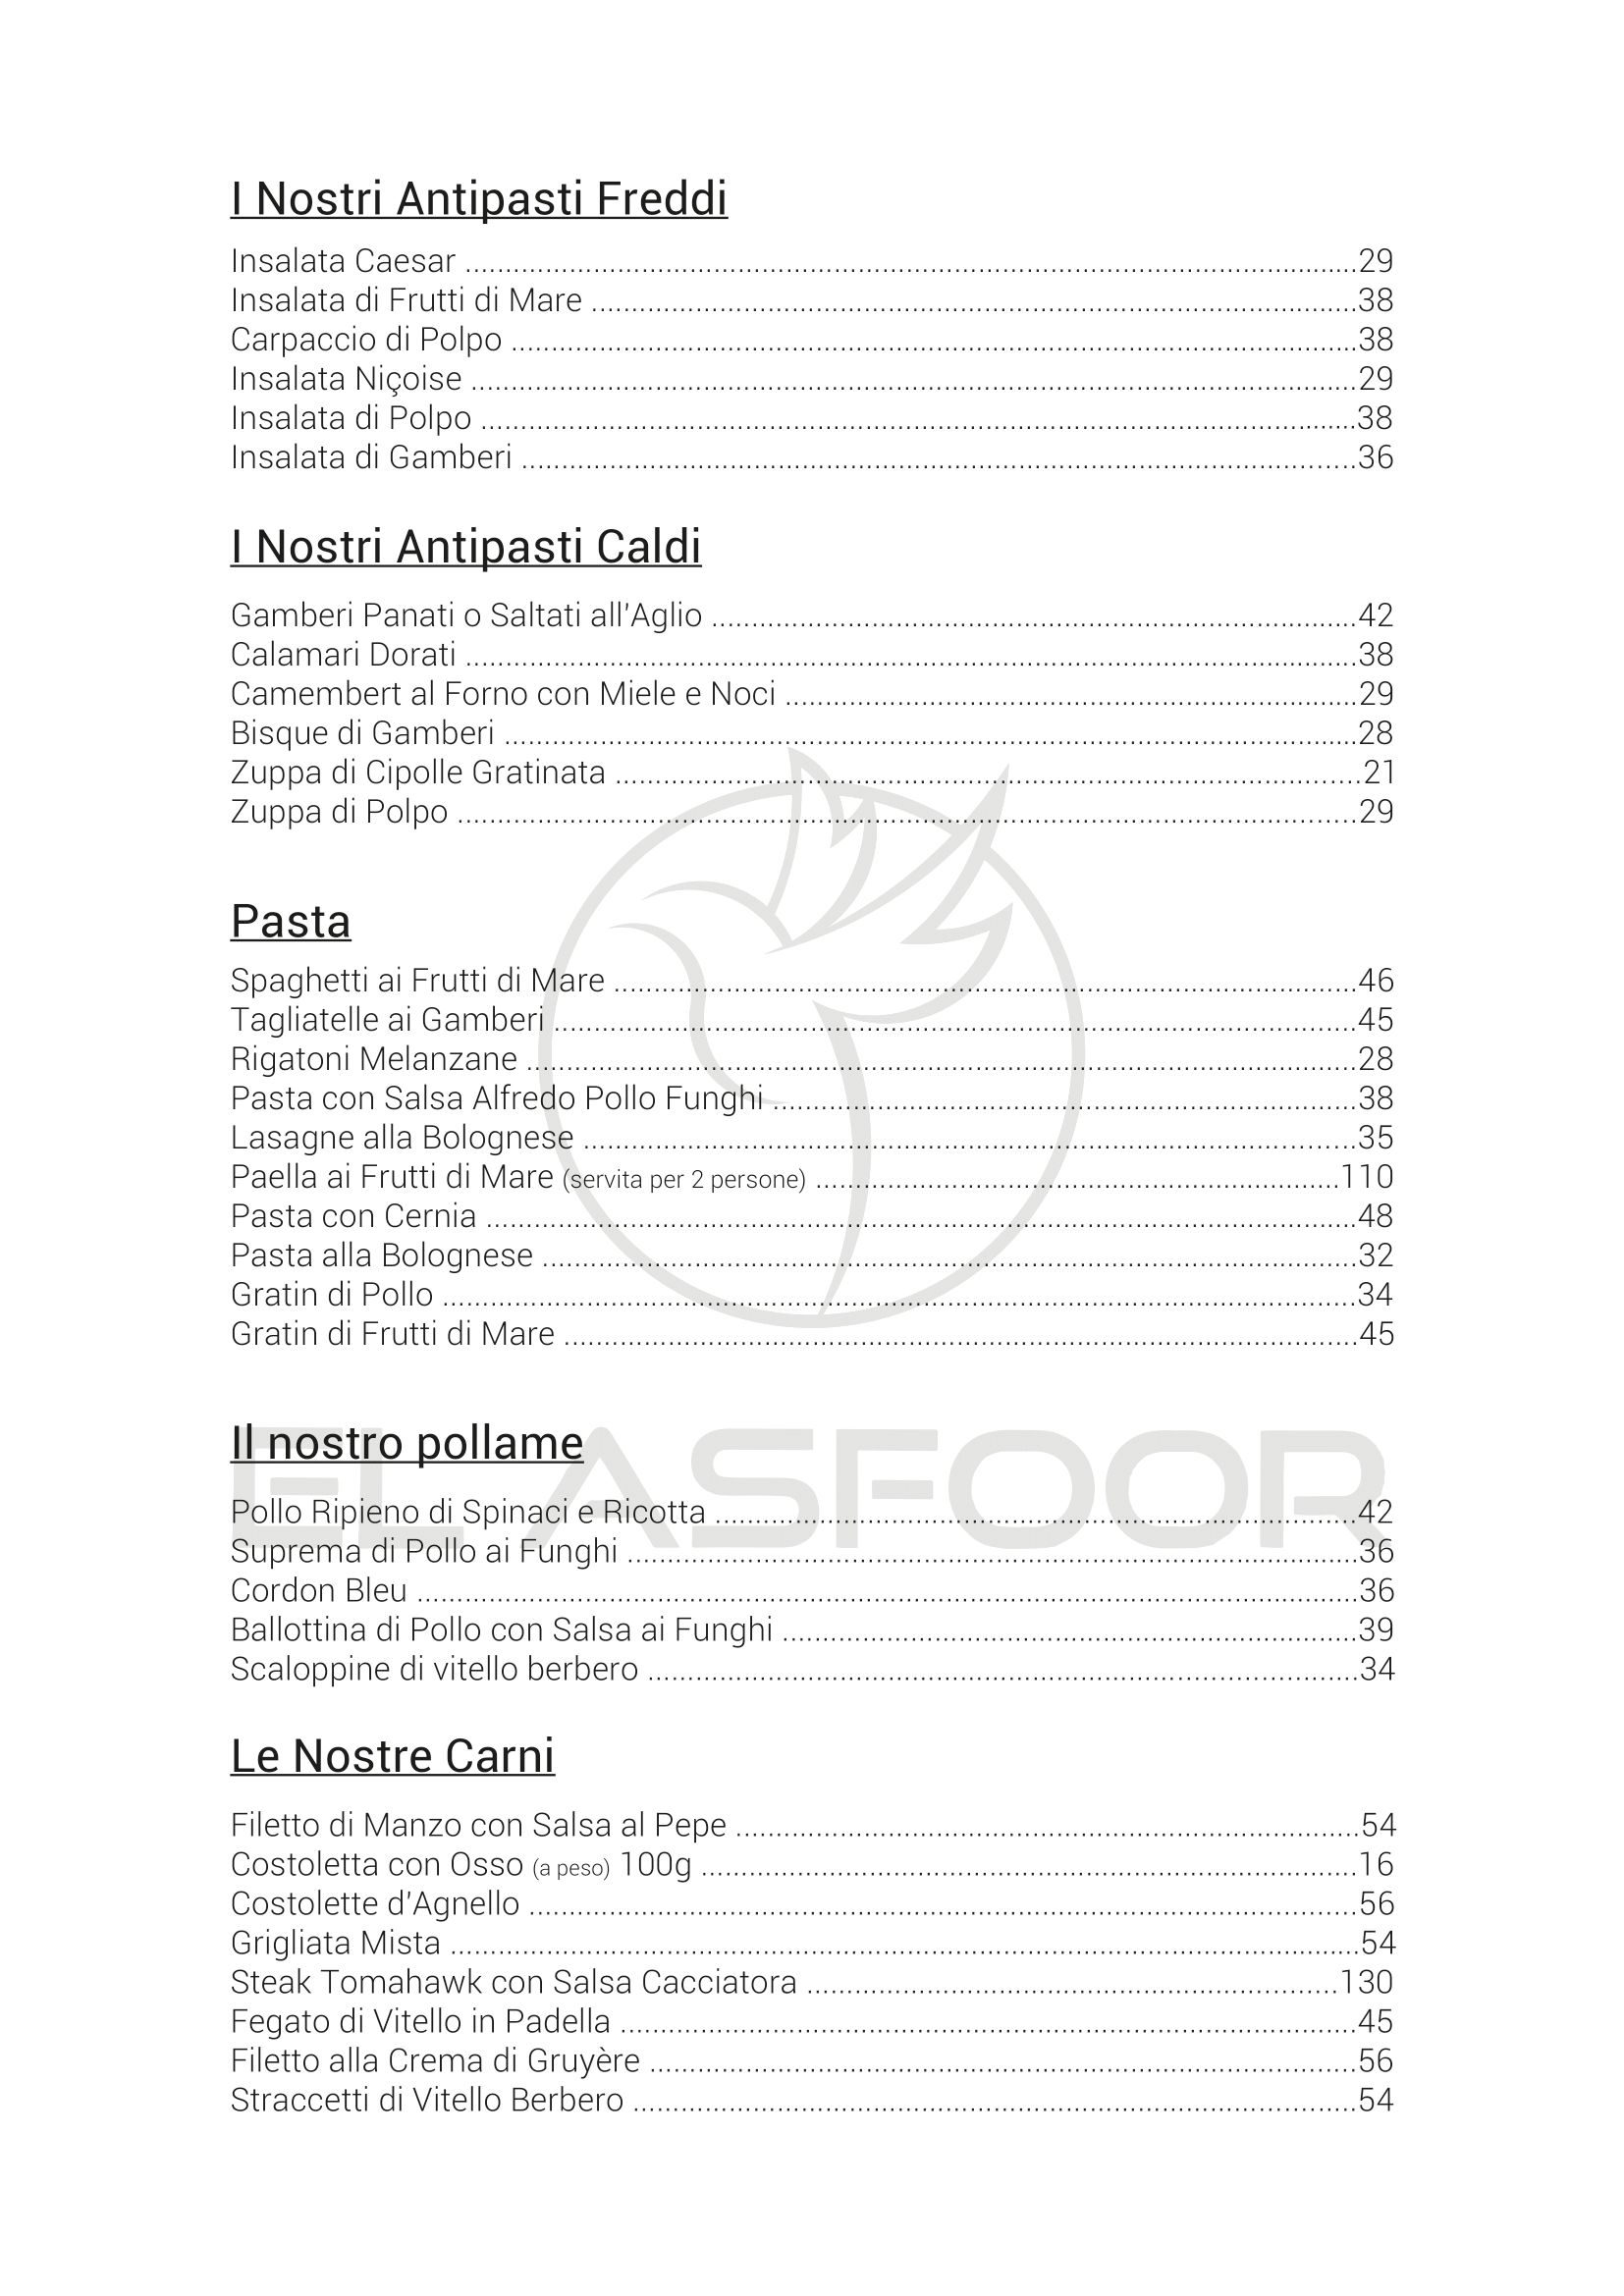 I Nostri Antipasti Freddi
Insalata Caesar ........................29
Insalata di Frutti di Mare ........................38
Carpaccio di Polpo ........................38
Insalata Niçoise ........................29
Insalata di Polpo ........................38
Insalata di Gamberi ........................36
I Nostri Antipasti Caldi
Gamberi Panati o Saltati all'Aglio ........................42
Calamari Dorati ........................38
Camembert al Forno con Miele e Noci ........................29
Bisque di Gamberi ........................28
Zuppa di Cipolle Gratinata ........................21
Zuppa di Polpo ........................29
Pasta
Spaghetti ai Frutti di Mare ........................46
Tagliatelle ai Gamberi ........................45
Rigatoni Melanzane ........................28
Pasta con Salsa Alfredo Pollo Funghi ........................38
Lasagne alla Bolognese ........................35
Paella ai Frutti di Mare (servita per 2 persone) ........................110
Pasta con Cernia ........................48
Pasta alla Bolognese ........................32
Gratin di Pollo ........................34
Gratin di Frutti di Mare ........................45
EL ASFOOR
Il nostro pollame
Pollo Ripieno di Spinaci e Ricotta ........................42
Suprema di Pollo ai Funghi ........................36
Cordon Bleu ........................36
Ballottina di Pollo con Salsa ai Funghi ........................39
Scaloppine di vitello berbero ........................34
Le Nostre Carni
Filetto di Manzo con Salsa al Pepe ........................54
Costoletta con Osso (a peso) 100g ........................16
Costolette d'Agnello ........................56
Grigliata Mista ........................54
Steak Tomahawk con Salsa Cacciatora ........................130
Fegato di Vitello in Padella ........................45
Filetto alla Crema di Gruyère ........................56
Straccetti di Vitello Berbero ........................54